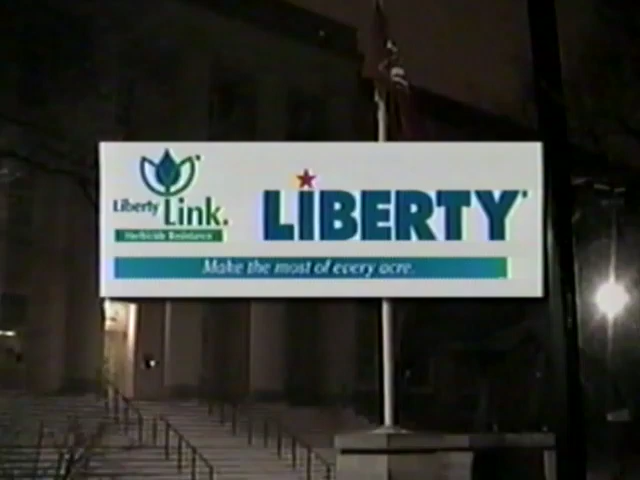 Liberty
Link.
Herbicide Resistance
LIBERTY
Make the most of every acre.